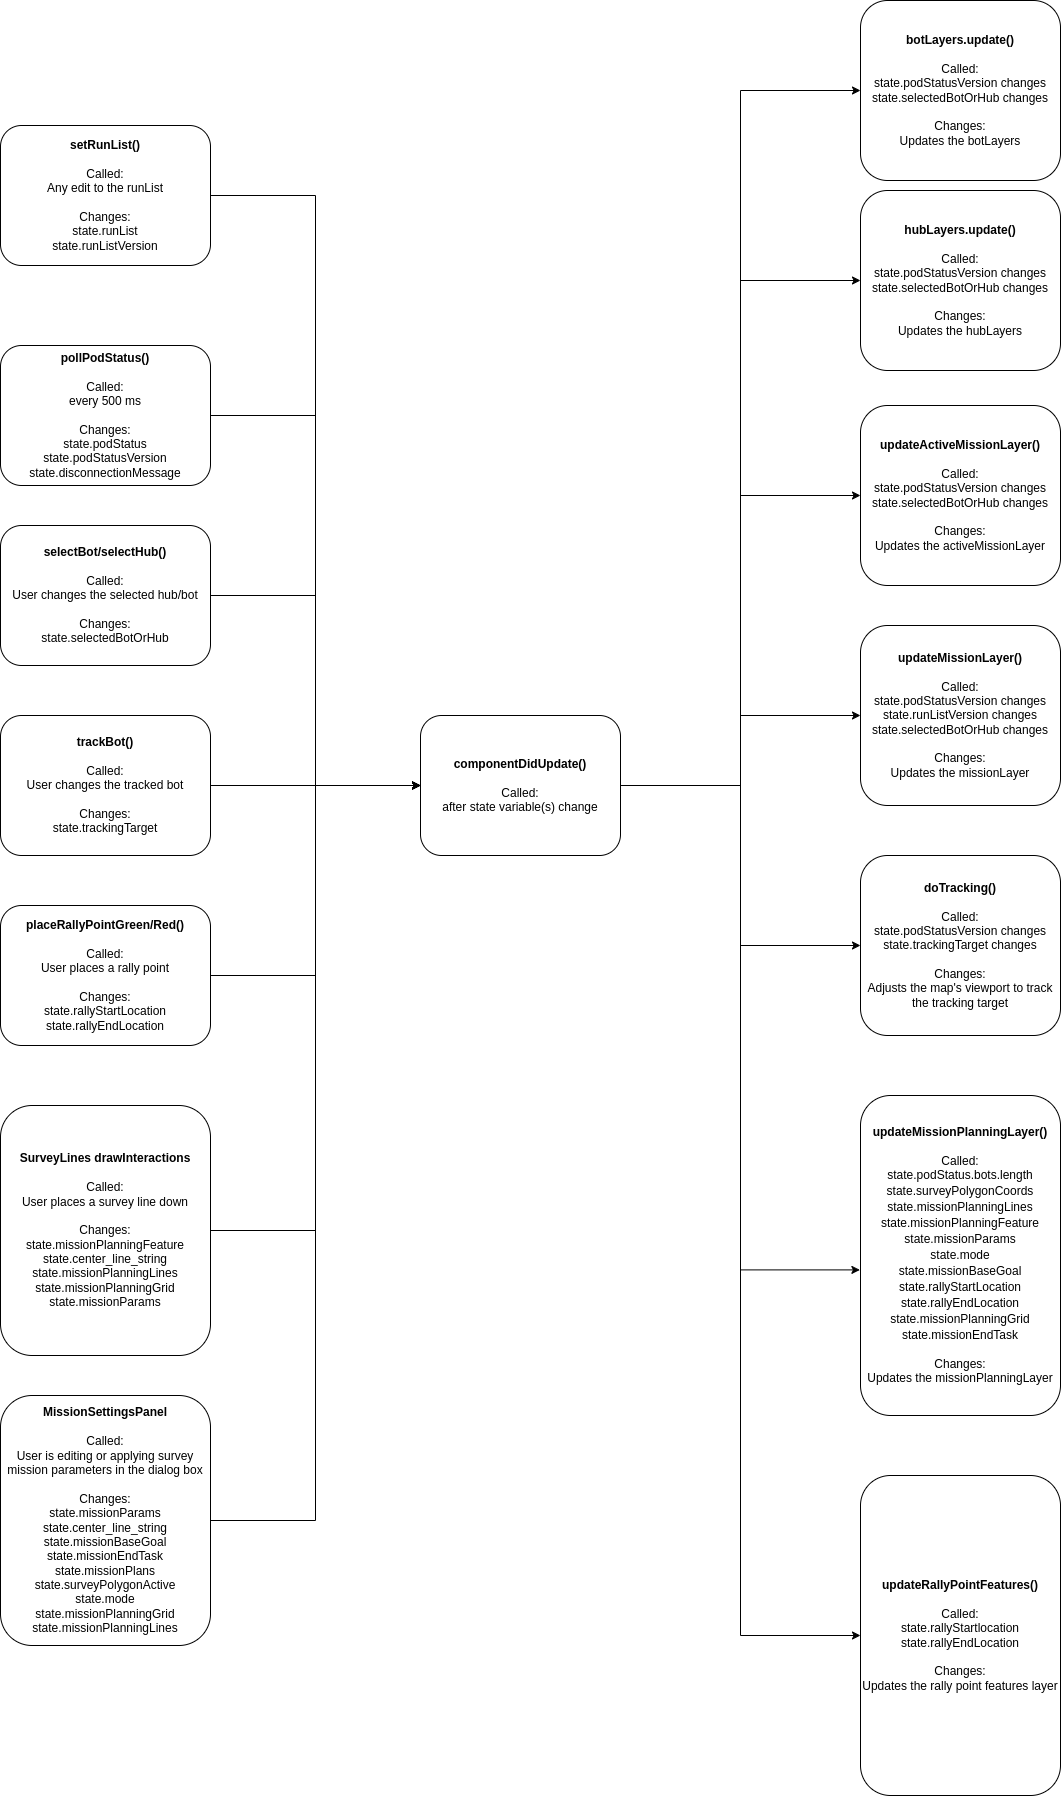 setRunList()
Called:
Any edit to the runList
Changes:
state.runList
state.runListVersion
pollPodStatus()
Called:
every 500 ms
Changes:
state.podStatus
state.podStatusVersion
state.disconnectionMessage
selectBot/selectHub()
Called:
User changes the selected hub/bot
Changes:
state.selectedBotOrHub
trackBot()
Called:
User changes the tracked bot
Changes:
state.trackingTarget
placeRallyPointGreen/Red()
Called:
User places a rally point
Changes:
state.rallyStartLocation
state.rallyEndLocation
SurveyLines drawInteractions
Called:
User places a survey line down
Changes:
state.missionPlanningFeature
state.center_line_string
state.missionPlanningLines
state.missionPlanningGrid
state.missionParams
MissionSettingsPanel
Called:
User is editing or applying survey
mission parameters in the dialog box
Changes:
state.missionParams
state.center_line_string
state.missionBaseGoal
state.missionEndTask
state.missionPlans
state.surveyPolygonActive
state.mode
state.missionPlanningGrid
state.missionPlanningLines
componentDidUpdate()
Called:
after state variable(s) change
botLayers.update()
Called:
state.podStatusVersion changes
state.selectedBotOrHub changes
Changes:
Updates the botLayers
hubLayers.update()
Called:
state.podStatusVersion changes
state.selectedBotOrHub changes
Changes:
Updates the hubLayers
updateActiveMissionLayer()
Called:
state.podStatusVersion changes
state.selectedBotOrHub changes
Changes:
Updates the activeMissionLayer
updateMissionLayer()
Called:
state.podStatusVersion changes
state.runListVersion changes
state.selectedBotOrHub changes
Changes:
Updates the missionLayer
doTracking()
Called:
state.podStatusVersion changes
state.trackingTarget changes
Changes:
Adjusts the map's viewport to track
the tracking target
updateMissionPlanningLayer()
Called:
state.podStatus.bots.length
state.surveyPolygonCoords
state.missionPlanningLines
state.missionPlanningFeature
state.missionParams
state.mode
state.missionBaseGoal
state.rallyStartLocation
state.rallyEndLocation
state.missionPlanningGrid
state.missionEndTask
Changes:
Updates the missionPlanningLayer
updateRallyPointFeatures()
Called:
state.rallyStartlocation
state.rallyEndLocation
Changes:
Updates the rally point features layer